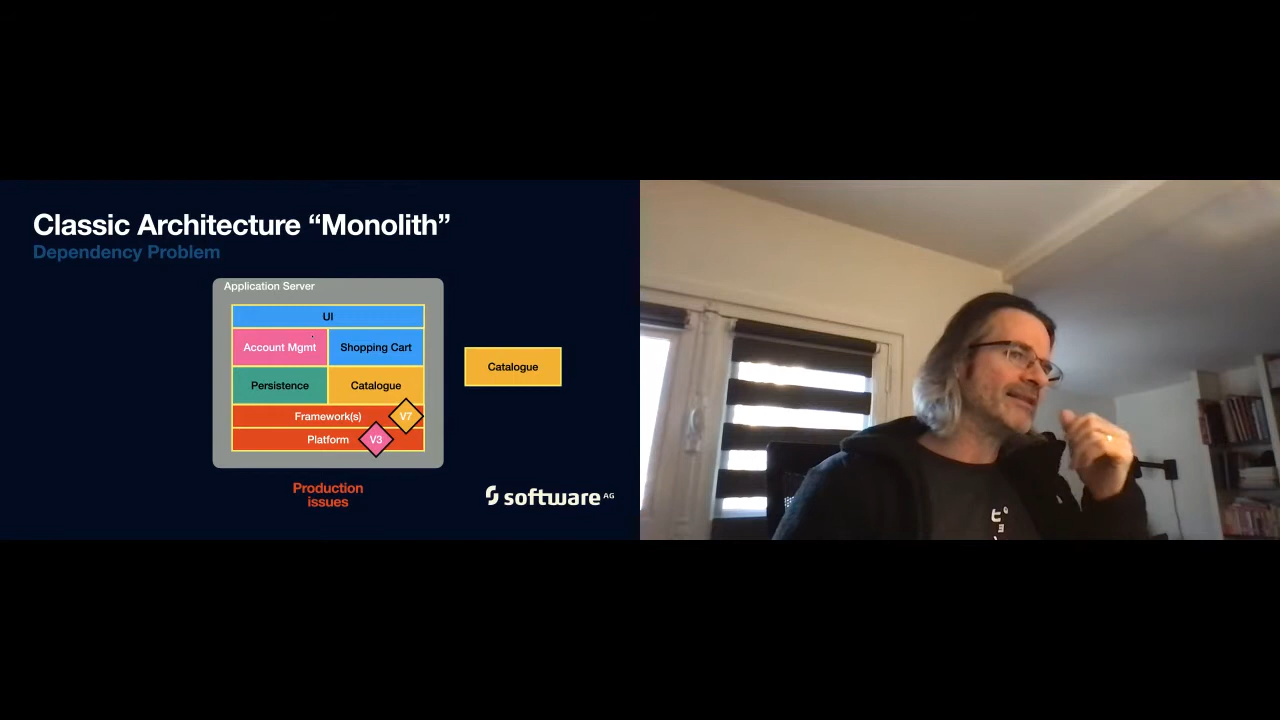 Classic Architecture “Monolith”
Dependency Problem
Application Server
UI
Account Mgmt
Shopping Cart
Persistence
Catalogue
Catalogue
Framework(s)
V7
Platform
V3
Production
issues
software AG